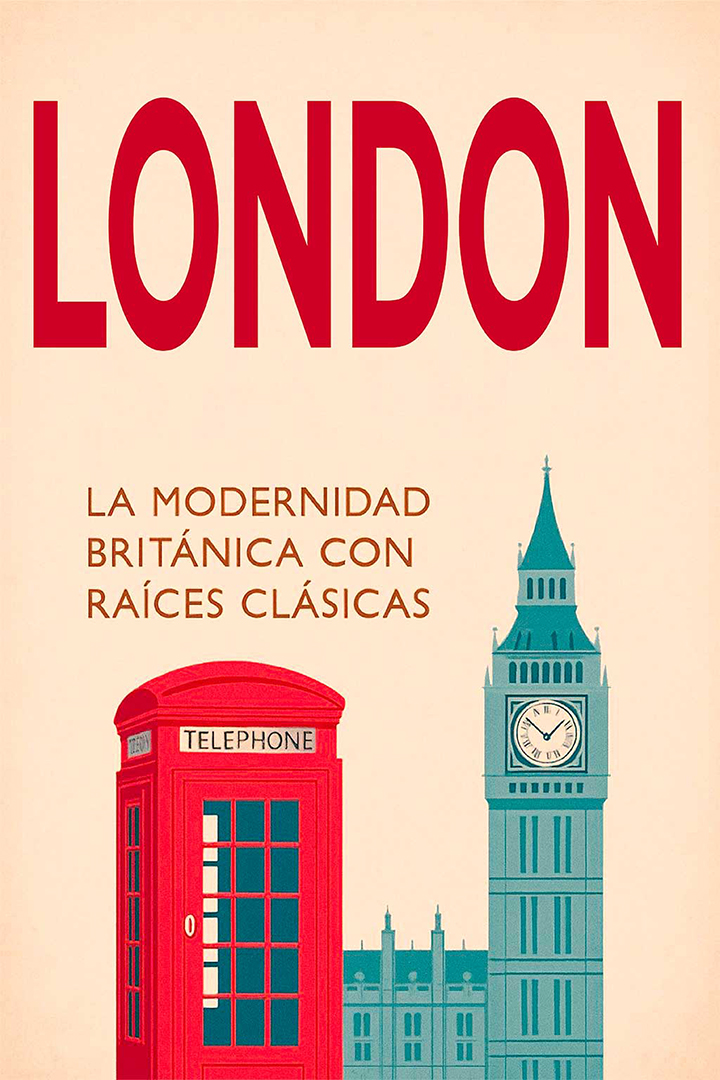 LONDON
LA MODERNIDAD
BRITÁNICA CON
RAÍCES CLÁSICAS
TELEPHONE